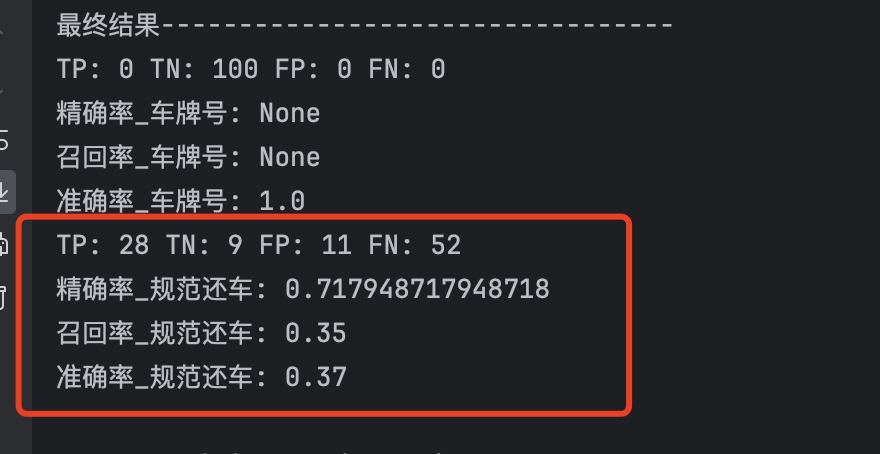 最终结果---------------------------------
TP: 0 TN: 100 FP: 0 FN: 0
精确率_车牌号: None
召回率_车牌号: None
准确率_车牌号: 1.0
TP: 28 TN: 9 FP: 11 FN: 52
精确率_规范还车: 0.717948717948718
召回率_规范还车: 0.35
准确率_规范还车: 0.37